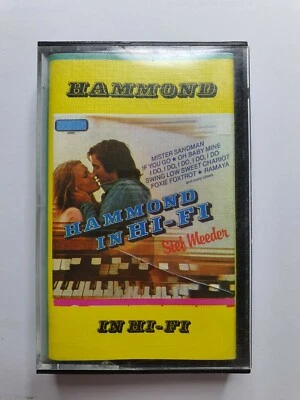 HAMMOND
MISTER SANDMAN
IF YOU GO ★ OH BABY MINE
I DO, I DO, I DO, I DO, I DO
SWING LOW SWEET CHARIOT
FOXIE FOXTROT ★ RAMAYA
HAMMOND
IN HI-FI
Stef Meeder
IN HI-FI